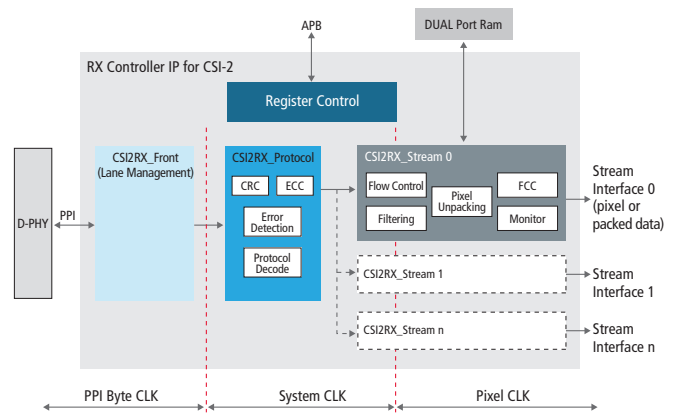 APB
DUAL Port Ram
RX Controller IP for CSI-2
Register Control
D-PHY
PPI
CSI2RX_Front
(Lane Management)
CSI2RX_Protocol
CRC
ECC
Error
Detection
Protocol
Decode
CSI2RX_Stream 0
Flow Control
Filtering
Pixel
Unpacking
FCC
Monitor
Stream
Interface 0
(pixel or
packed data)
CSI2RX_Stream 1
Stream
Interface 1
CSI2RX_Stream n
Stream
Interface n
PPI Byte CLK
System CLK
Pixel CLK